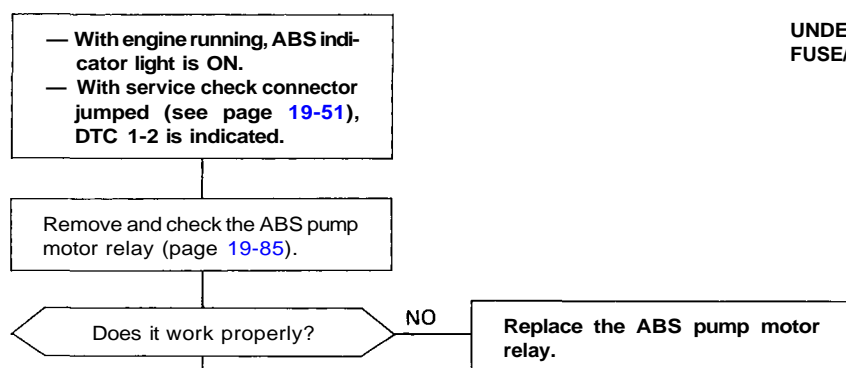 — With engine running, ABS indi-
cator light is ON.
— With service check connector
jumped (see page 19-51),
DTC 1-2 is indicated.
Remove and check the ABS pump
motor relay (page 19-85).
Does it work properly?
NO
Replace the ABS pump motor
relay.